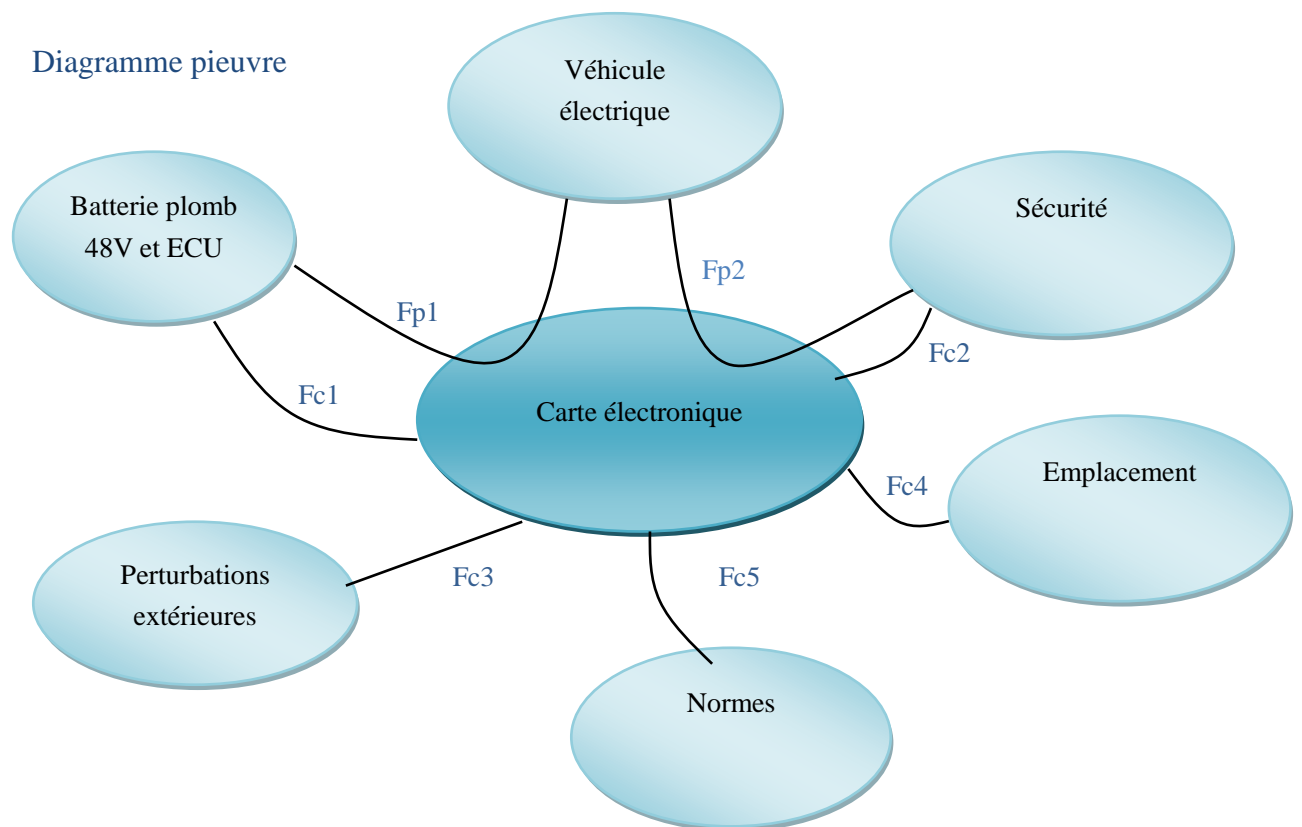 Diagramme pieuvre
Véhicule
électrique
Batterie plomb
48V et ECU
Sécurité
Fp2
Fp1
Fc2
Fc1
Carte électronique
Emplacement
Fc4
Perturbations
extérieures
Fc3
Fc5
Normes